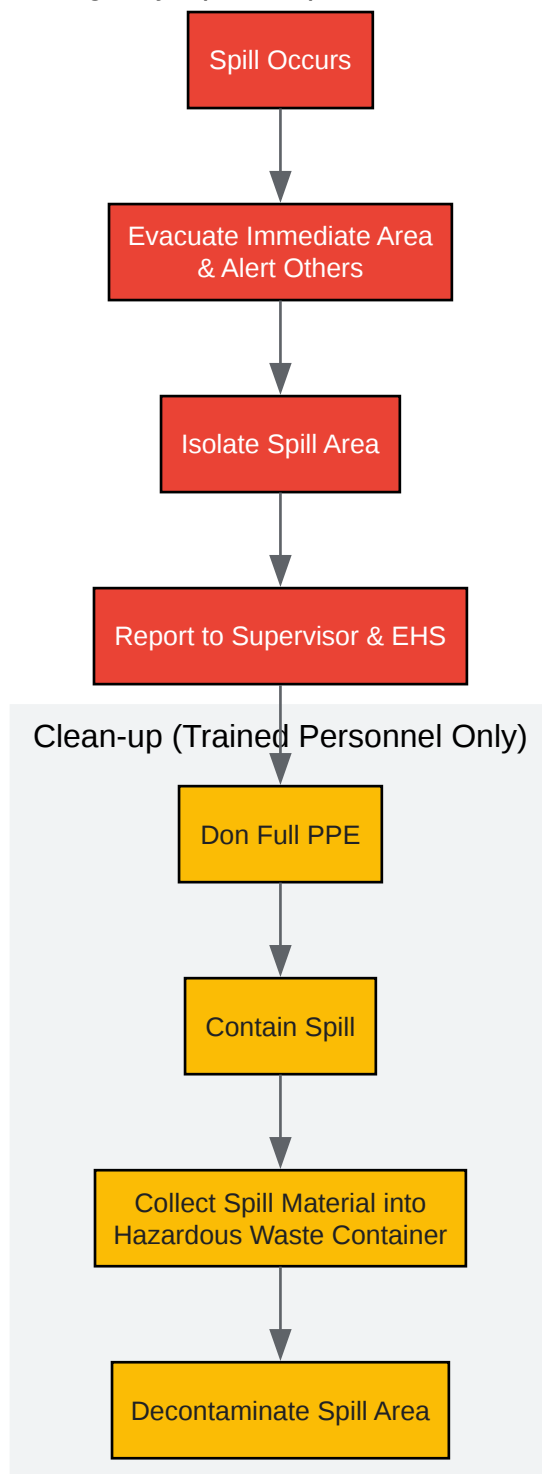 Spill Occurs
Evacuate Immediate Area
& Alert Others
Isolate Spill Area
Report to Supervisor & EHS
Clean-up (Trained Personnel Only)
Don Full PPE
Contain Spill
Collect Spill Material into
Hazardous Waste Container
Decontaminate Spill Area